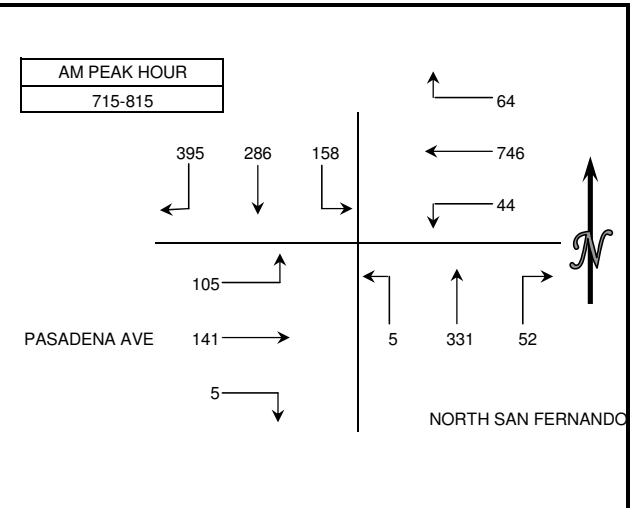 AM PEAK HOUR
715-815
64
395 286 158
746
44
105
PASADENA AVE 141
5 331 52
5
NORTH SAN FERNANDO
N